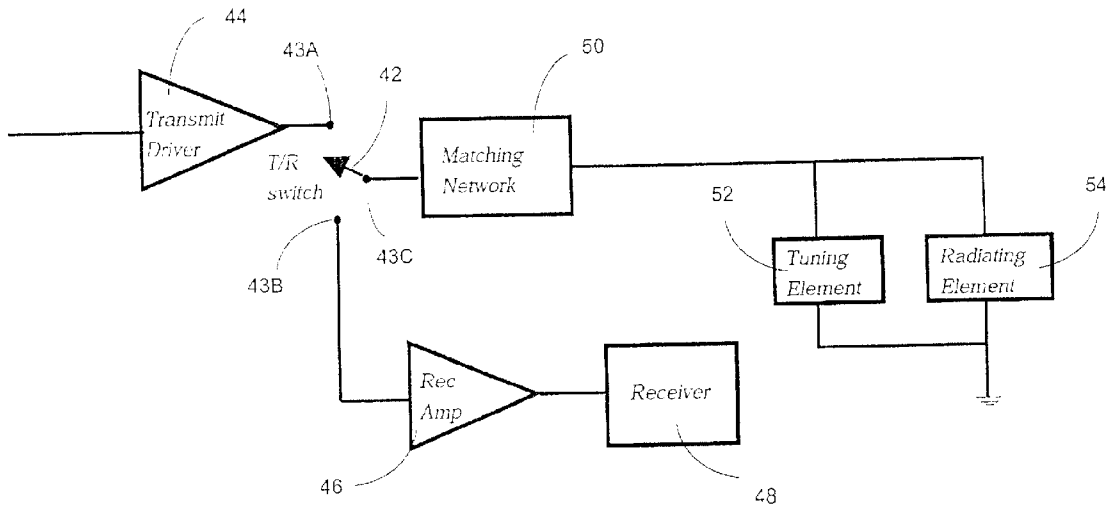 44
43A
42
50
Transmit
Driver
T/R
switch
Matching
Network
52
54
43C
43B
Tuning
Element
Radiating
Element
Rec
Amp
Receiver
46
48